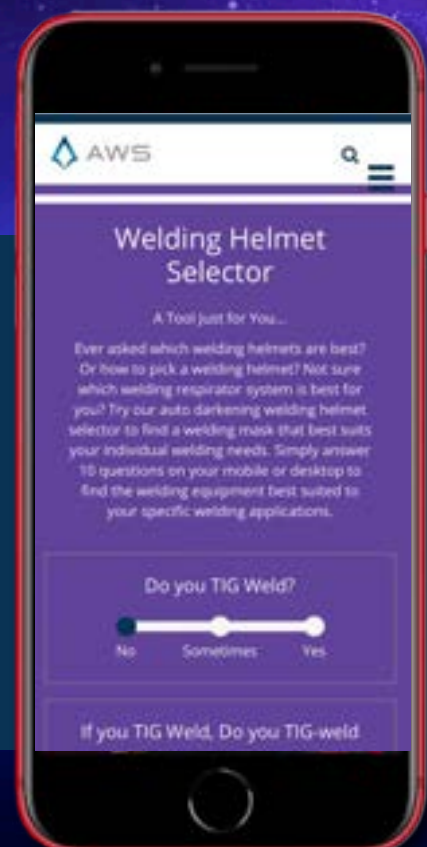 AWS
Welding Helmet
Selector
A Tool Just for You...
Ever asked which welding helmets are best?
Or how to pick a welding helmet? Not sure
which welding respirator system is best for
you? Try our auto darkening welding helmet
selector to find a welding mask that best suits
your individual welding needs. Simply answer
10 questions on your mobile or desktop to
find the welding equipment best suited to
your specific welding applications.
Do you TIG Weld?
No Sometimes Yes
If you TIG Weld, Do you TIG-weld